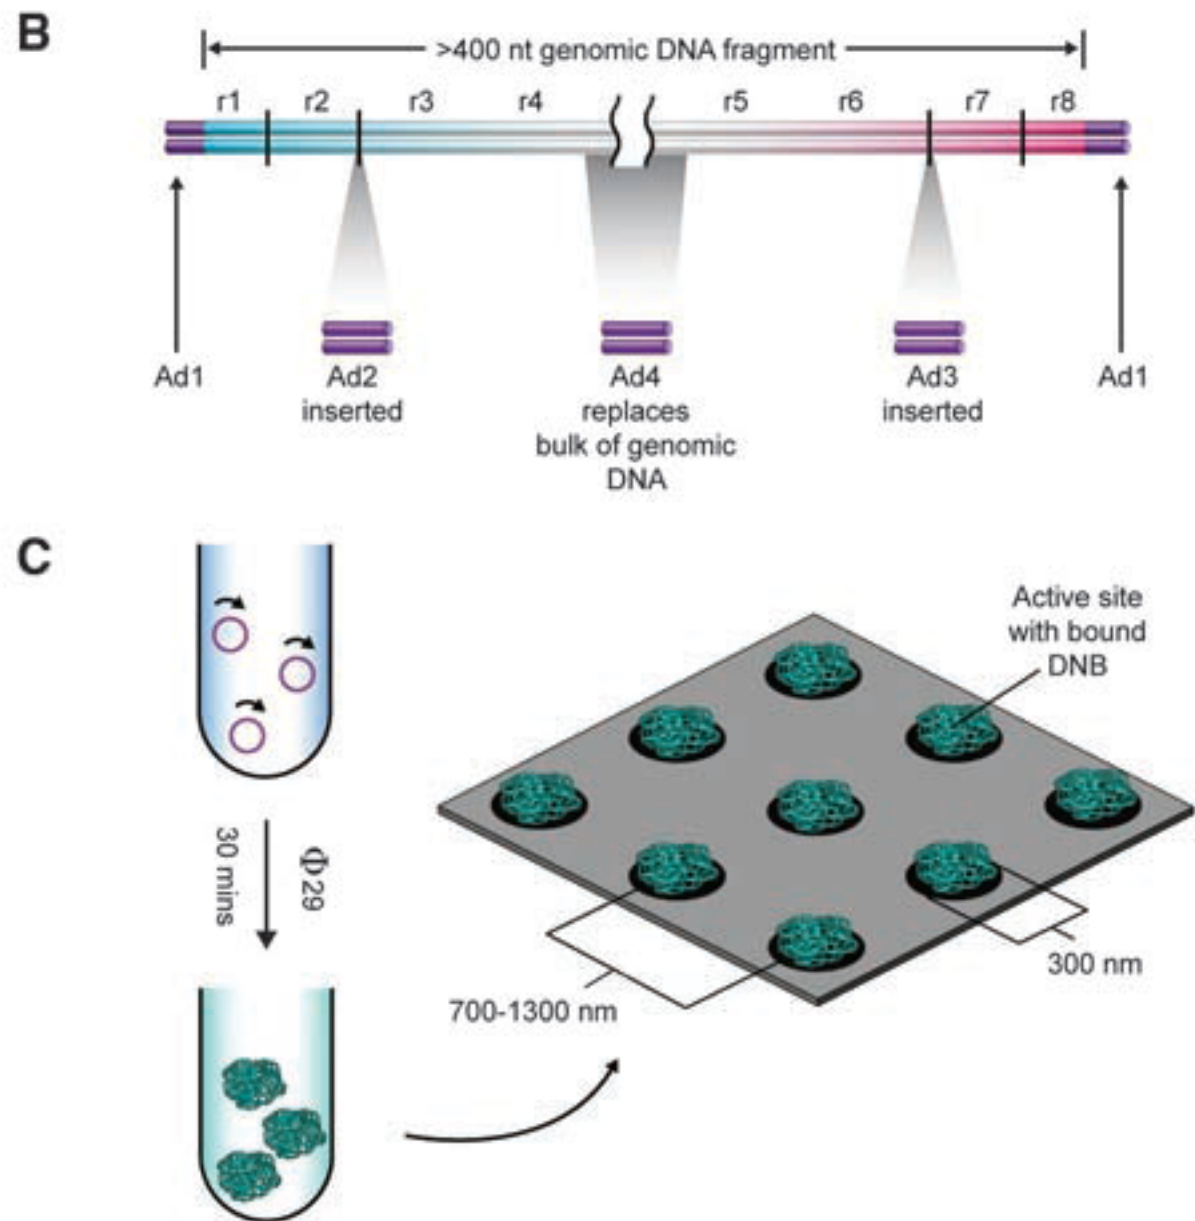 B
>400 nt genomic DNA fragment
r1 r2 r3 r4 r5 r6 r7 r8
Ad1
Ad2
inserted
Ad4
replaces
bulk of genomic
DNA
Ad3
inserted
Ad1
C
30 mins
Φ29
Active site
with bound
DNB
700-1300 nm
300 nm